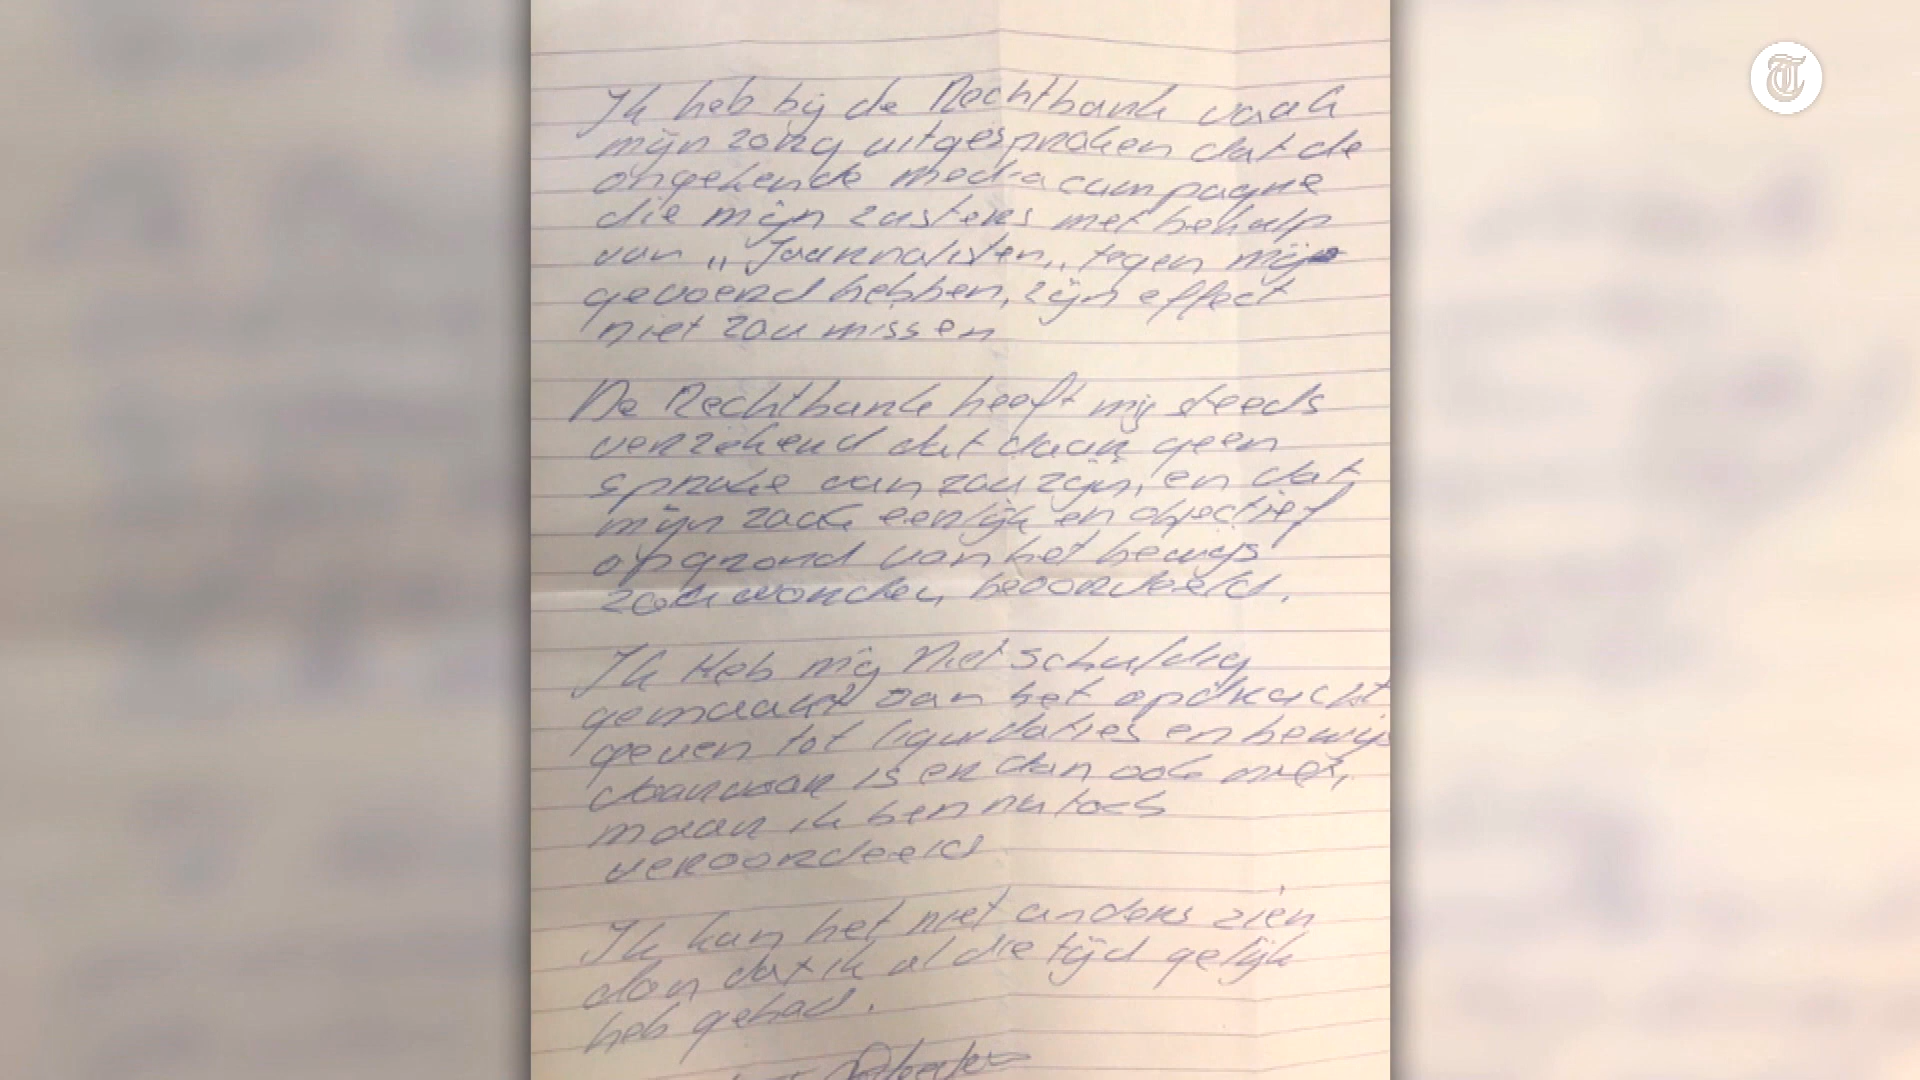 Ik heb bij de Rechtbank vaak
mijn zorg uitgesproken dat de
ongekende media campagne
die mijn zusters met behulp
van „Journalisten„ tegen mij
gevoerd hebben, zijn effect
niet zou missen
De Rechtbank heeft mij steeds
verzekerd dat daar geen
sprake van zou zijn, en dat
mijn zaak eerlijk en objectief
op grond van het bewijs
zou worden beoordeeld.
Ik Heb mij Niet schuldig
gemaakt aan het opdracht
geven tot liquidaties en bewijs
daarvoor is er dan ook niet,
maar ik ben nu toch
veroordeeld
Ik kan het niet anders zien
dan dat ik al die tijd gelijk
heb gehad.
T